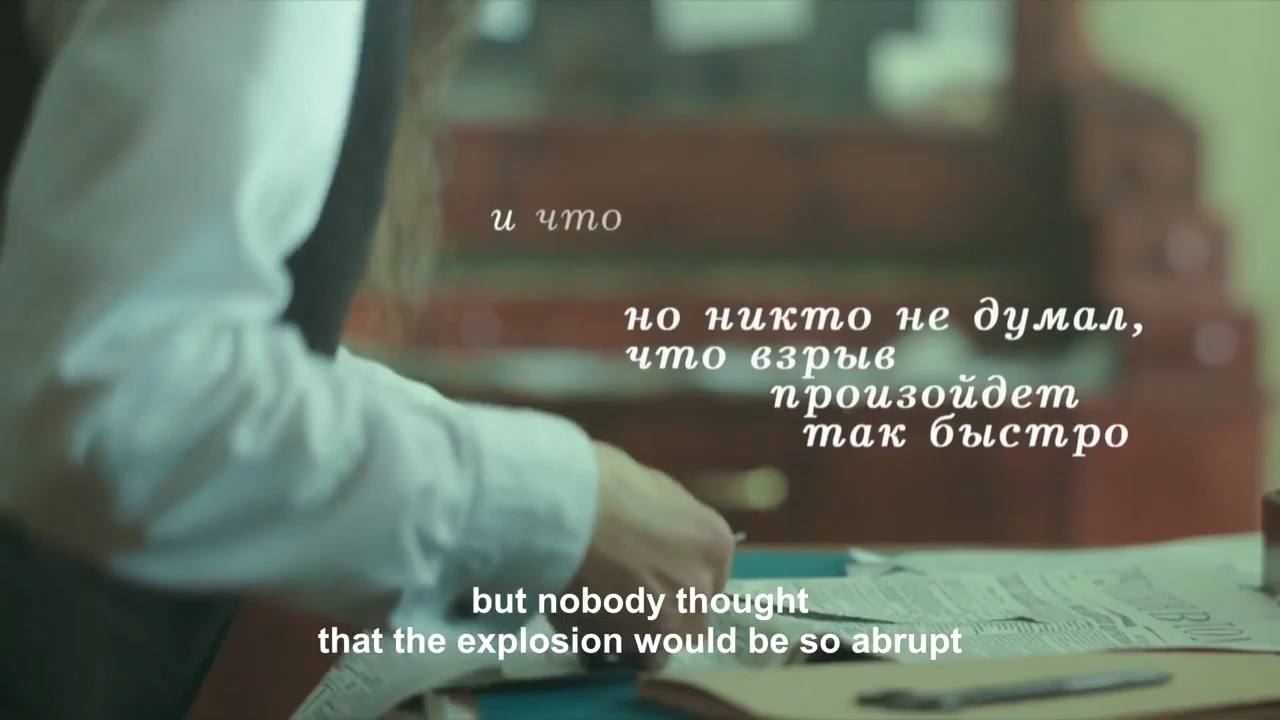 и что
но никто не думал,
что взрыв
произойдет
так быстро
but nobody thought
that the explosion would be so abrupt